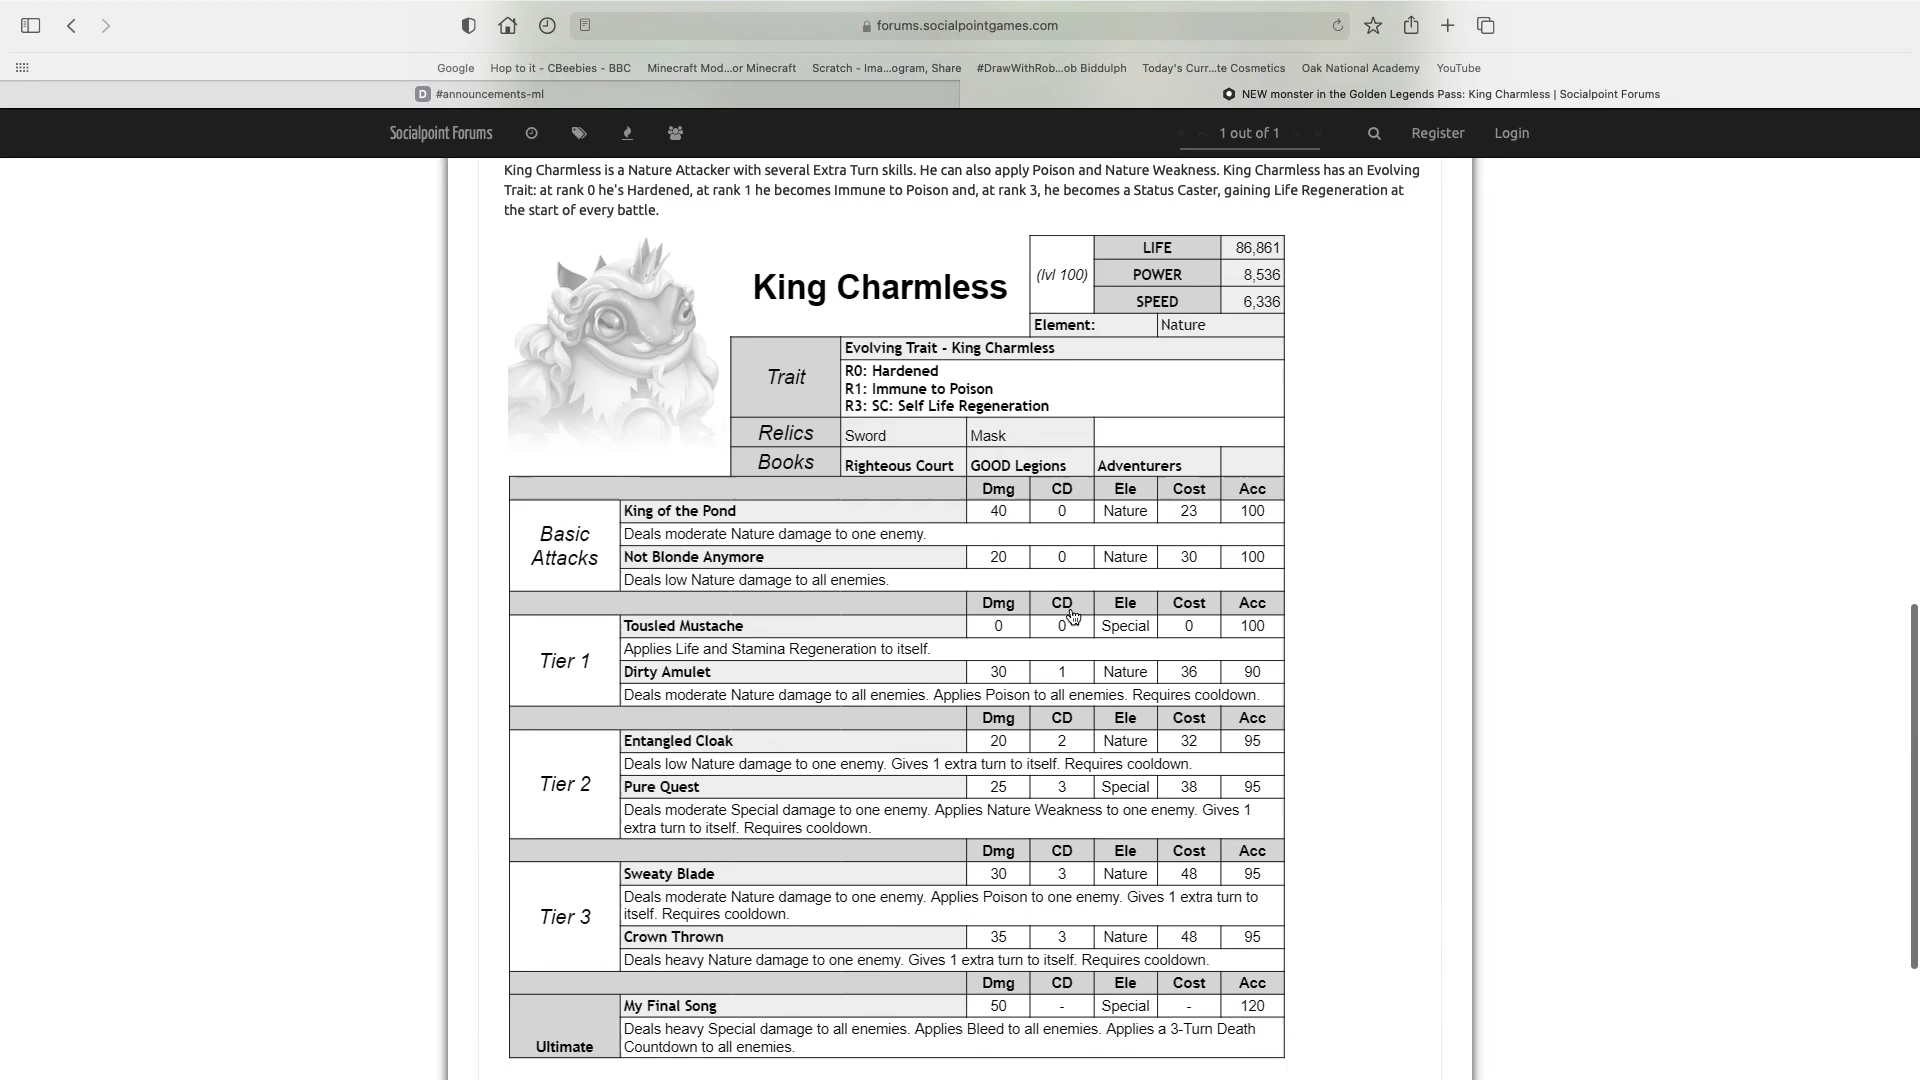 forums.socialpointgames.com
Google Hop to it - CBeebies - BBC Minecraft Mod...or Minecraft Scratch - Ima...ogram, Share #DrawWithRob...ob Biddulph Today's Curr...te Cosmetics Oak National Academy YouTube
D #announcements-ml NEW monster in the Golden Legends Pass: King Charmless | Socialpoint Forums
Socialpoint Forums 1 out of 1 Register Login
King Charmless is a Nature Attacker with several Extra Turn skills. He can also apply Poison and Nature Weakness. King Charmless has an Evolving
Trait: at rank 0 he's Hardened, at rank 1 he becomes Immune to Poison and, at rank 3, he becomes a Status Caster, gaining Life Regeneration at
the start of every battle.
King Charmless
(lvl 100)
LIFE 86,861
POWER 8,536
SPEED 6,336
Element: Nature
Trait
Evolving Trait - King Charmless
R0: Hardened
R1: Immune to Poison
R3: SC: Self Life Regeneration
Relics Sword Mask
Books Righteous Court GOOD Legions Adventurers
Dmg CD Ele Cost Acc
Basic Attacks
King of the Pond 40 0 Nature 23 100
Deals moderate Nature damage to one enemy.
Not Blonde Anymore 20 0 Nature 30 100
Deals low Nature damage to all enemies.
Dmg CD Ele Cost Acc
Tier 1
Tousled Mustache 0 0 Special 0 100
Applies Life and Stamina Regeneration to itself.
Dirty Amulet 30 1 Nature 36 90
Deals moderate Nature damage to all enemies. Applies Poison to all enemies. Requires cooldown.
Dmg CD Ele Cost Acc
Tier 2
Entangled Cloak 20 2 Nature 32 95
Deals low Nature damage to one enemy. Gives 1 extra turn to itself. Requires cooldown.
Pure Quest 25 3 Special 38 95
Deals moderate Special damage to one enemy. Applies Nature Weakness to one enemy. Gives 1
extra turn to itself. Requires cooldown.
Dmg CD Ele Cost Acc
Tier 3
Sweaty Blade 30 3 Nature 48 95
Deals moderate Nature damage to one enemy. Applies Poison to one enemy. Gives 1 extra turn to
itself. Requires cooldown.
Crown Thrown 35 3 Nature 48 95
Deals heavy Nature damage to one enemy. Gives 1 extra turn to itself. Requires cooldown.
Dmg CD Ele Cost Acc
Ultimate
My Final Song 50 - Special - 120
Deals heavy Special damage to all enemies. Applies Bleed to all enemies. Applies a 3-Turn Death
Countdown to all enemies.